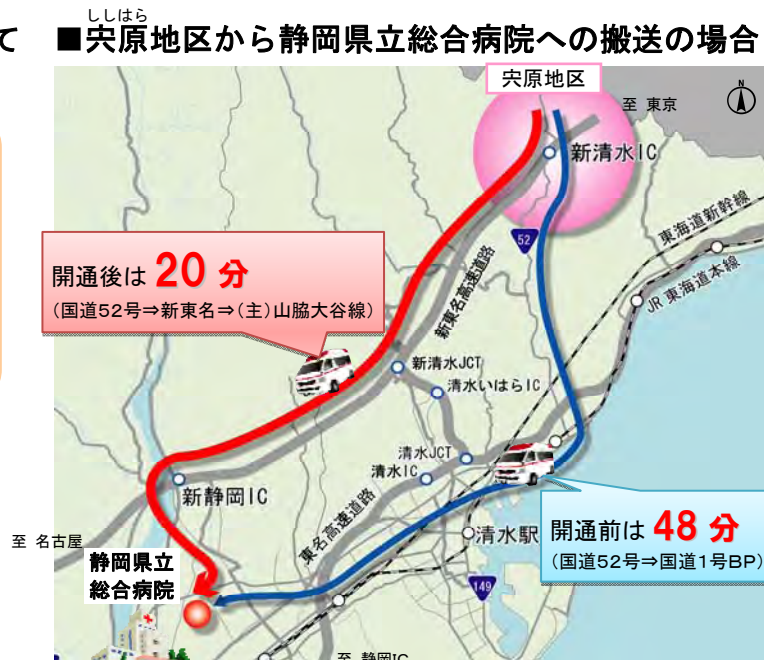 て
ししはら
■宍原地区から静岡県立総合病院への搬送の場合
宍原地区
至 東京
N
新清水IC
52
東海道新幹線
JR 東海道本線
開通後は 20 分
(国道52号⇒新東名⇒(主)山脇大谷線)
新東名高速道路
新清水JCT
清水いはらIC
清水JCT
清水IC
新静岡IC
東名高速道路
開通前は 48 分
(国道52号⇒国道1号BP)
清水駅
至 名古屋
静岡県立
総合病院
149
至 静岡IC